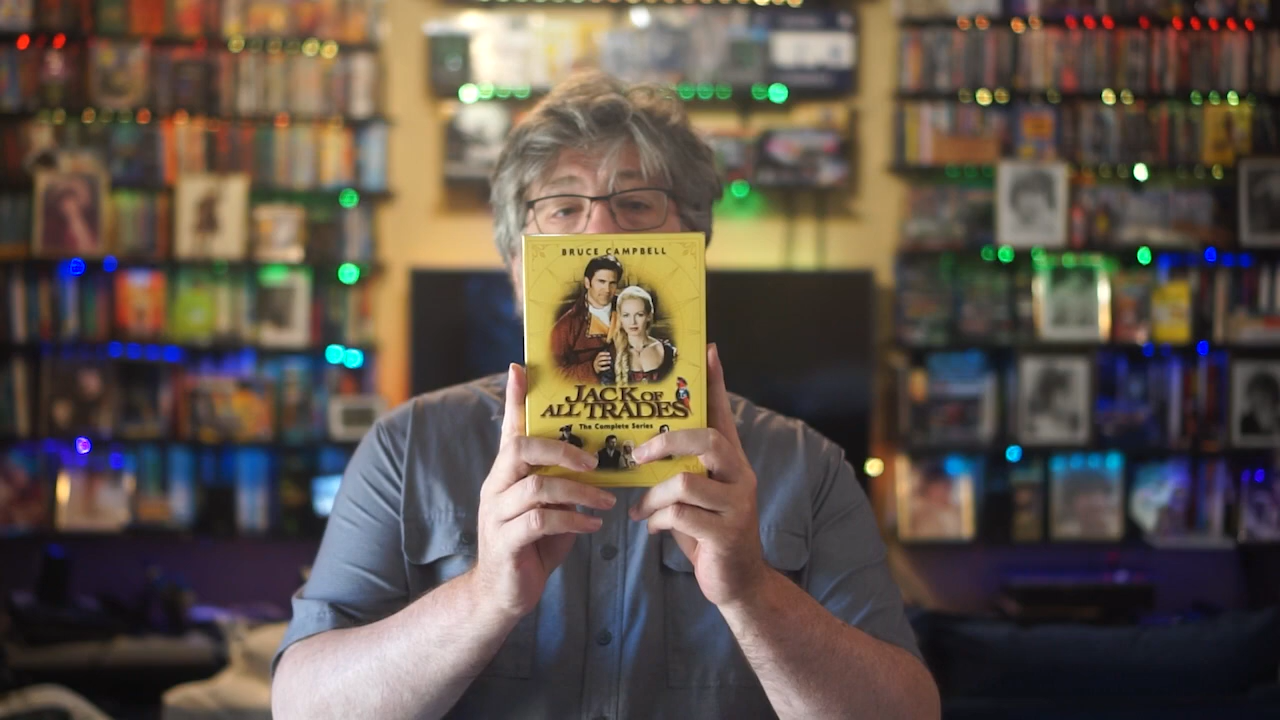 BRUCE CAMPBELL
JACK OF
ALL TRADES
The Complete Series